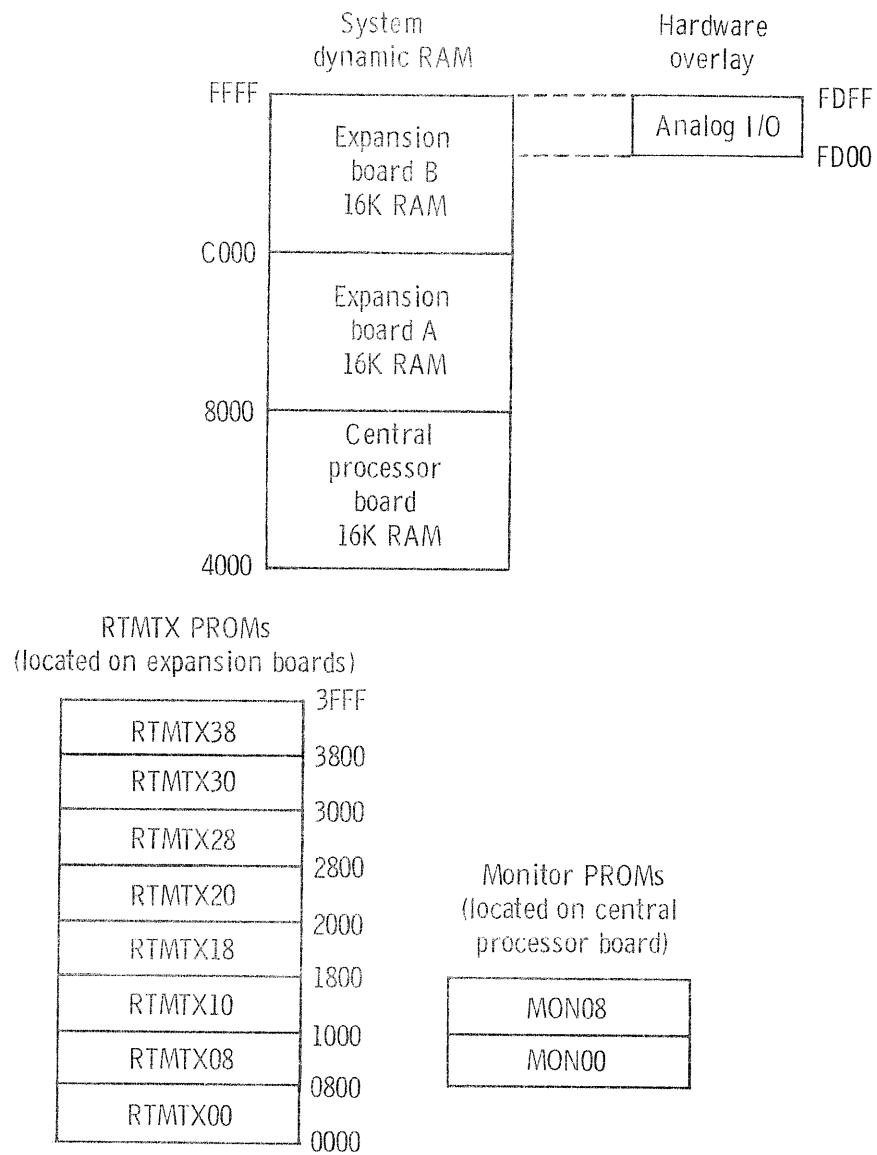 System
dynamic RAM
Hardware
overlay
FFFF
FDFF
Analog I/O
FD00
Expansion
board B
16K RAM
C000
Expansion
board A
16K RAM
8000
Central
processor
board
16K RAM
4000
RTMTX PROMs
(located on expansion boards)
3FFF
RTMTX38
3800
RTMTX30
3000
RTMTX28
2800
RTMTX20
2000
RTMTX18
1800
RTMTX10
1000
RTMTX08
0800
RTMTX00
0000
Monitor PROMs
(located on central
processor board)
MON08
MON00